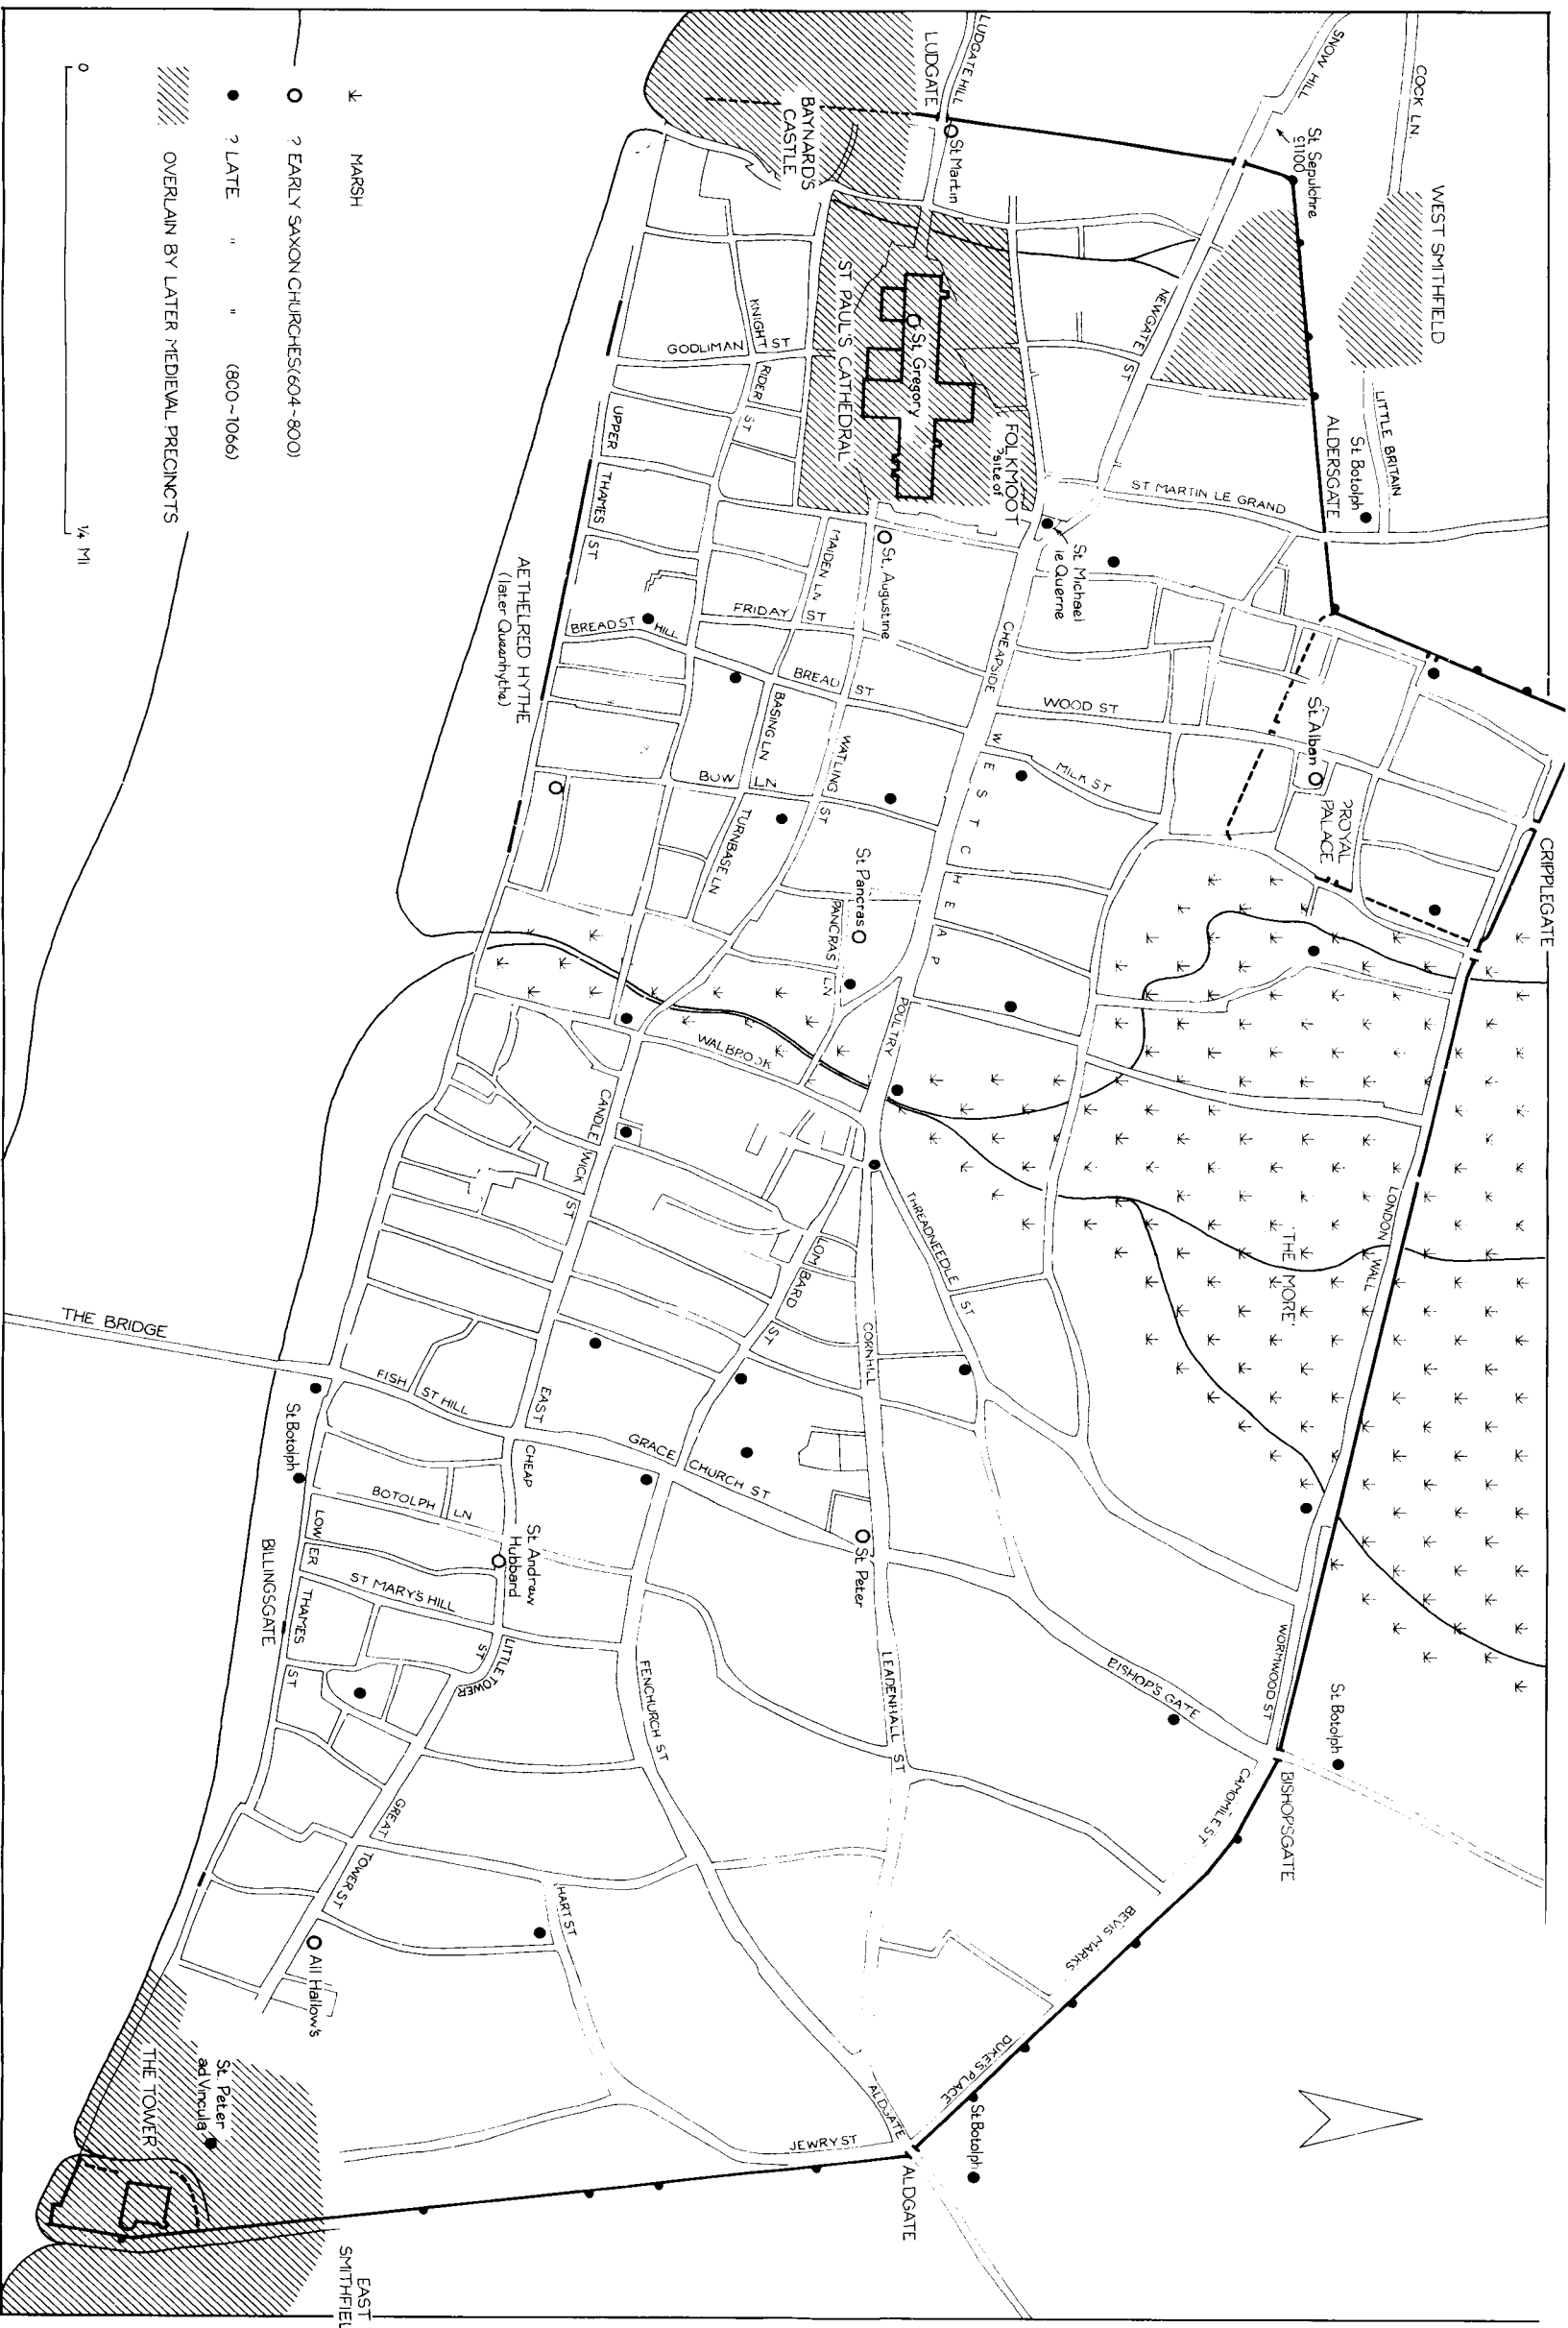 WEST SMITHFIELD
COCK LN.
SNOW HILL
St. Sepulchre
c1100
LITTLE BRITAIN
St Botolph
ALDERSGATE
CRIPPLEGATE
LUDGATE HILL
LUDGATE
St Martin
NEWGATE
ST
ST MARTIN LE GRAND
BAYNARD'S
CASTLE
ST PAUL'S CATHEDRAL
St. Gregory
FOLKMOOT
?site of
St Michael
le Querne
St. Augustine
CHEAPSIDE
WEST CHEAP
WOOD ST
MILK ST
St. Alban
?ROYAL
PALACE
KNIGHT
RIDER
ST
GODLIMAN
ST
UPPER
THAMES
ST
MAIDEN LN
FRIDAY
ST
BREAD ST
HILL
BREAD
ST
BASING LN
WATLING
ST
BOW
LN
TURNBASE LN
St Pancras
PANCRAS
LN
POULTRY
WALBROOK
AETHELRED HYTHE
(later Queenhythe)
"THE MORE"
LONDON
WALL
CANDLE
WICK
ST
LOMBARD
ST
THREADNEEDLE
ST
CORNHILL
THE BRIDGE
FISH
ST HILL
EAST
CHEAP
GRACE
CHURCH ST
St Botolph
BOTOLPH
LN
LOWER
THAMES
ST
BILLINGSGATE
St. Andrew
Hubbard
ST MARY'S HILL
LITTLE TOWER
ST
St Peter
LEADENHALL
ST
FENCHURCH ST
BISHOP'S GATE
WORMWOOD ST
St Botolph
BISHOPSGATE
CAMOMILE ST
BEVIS MARKS
DUKE'S PLACE
St Botolph
ALDGATE
ALDGATE
JEWRY ST
GREAT
TOWER ST
HART ST
All Hallow's
St. Peter
ad Vincula
THE TOWER
EAST
SMITHFIEL
MARSH
? EARLY SAXON CHURCHES (604~800)
? LATE " " (800~1066)
OVERLAIN BY LATER MEDIEVAL PRECINCTS
0
¼ MI